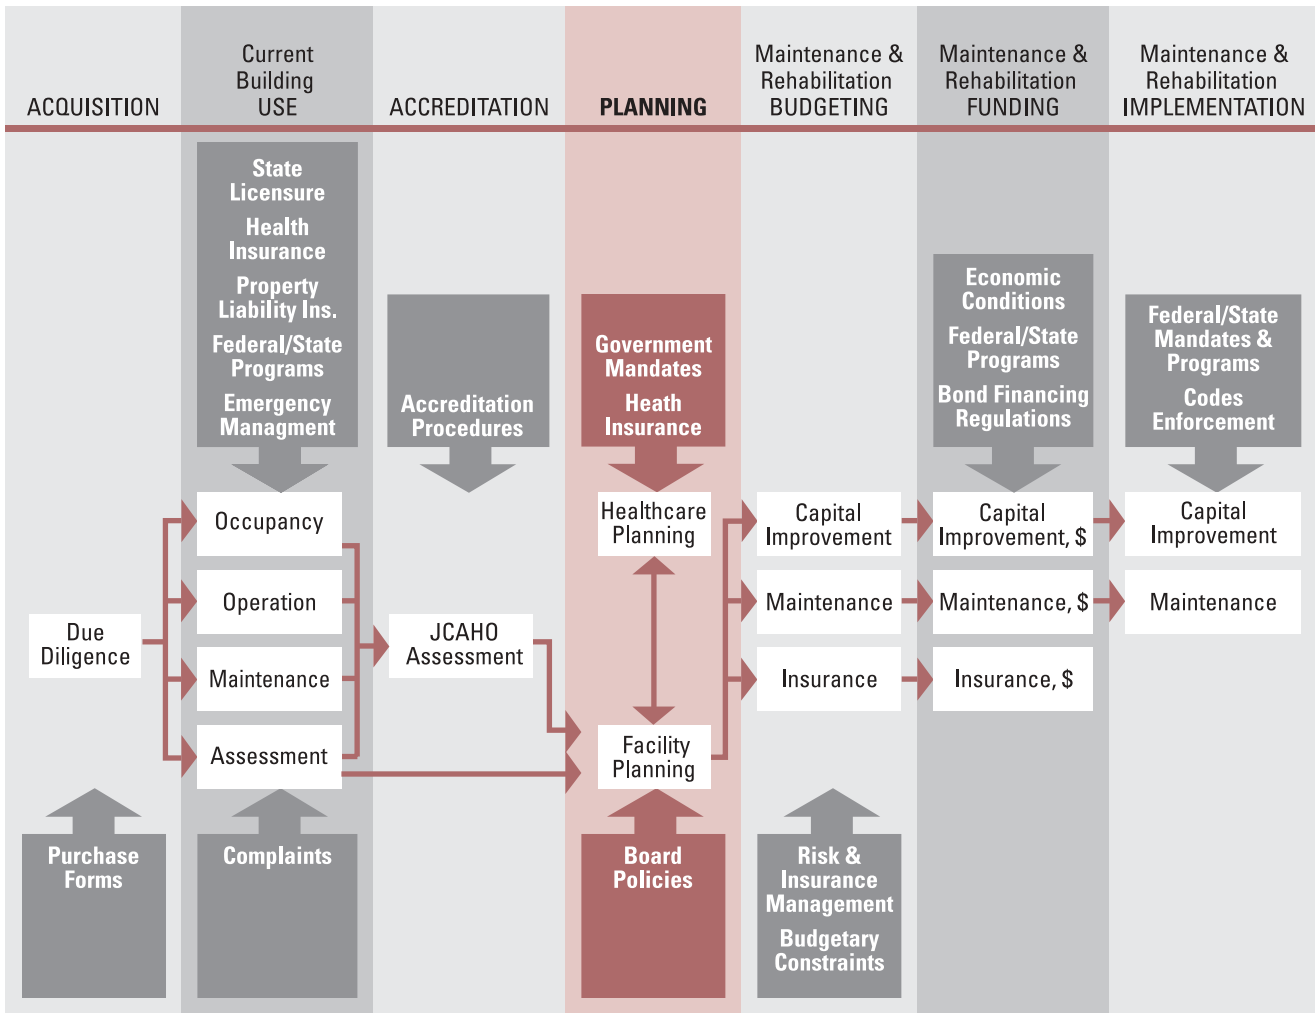 ACQUISITION
Current
Building
USE
ACCREDITATION
PLANNING
Maintenance &
Rehabilitation
BUDGETING
Maintenance &
Rehabilitation
FUNDING
Maintenance &
Rehabilitation
IMPLEMENTATION
State
Licensure
Health
Insurance
Property
Liability Ins.
Federal/State
Programs
Emergency
Managment
Accreditation
Procedures
Government
Mandates
Heath
Insurance
Economic
Conditions
Federal/State
Programs
Bond Financing
Regulations
Federal/State
Mandates &
Programs
Codes
Enforcement
Due
Diligence
Occupancy
Operation
Maintenance
Assessment
JCAHO
Assessment
Healthcare
Planning
Facility
Planning
Capital
Improvement
Maintenance
Insurance
Capital
Improvement, $
Maintenance, $
Insurance, $
Capital
Improvement
Maintenance
Purchase
Forms
Complaints
Board
Policies
Risk &
Insurance
Management
Budgetary
Constraints